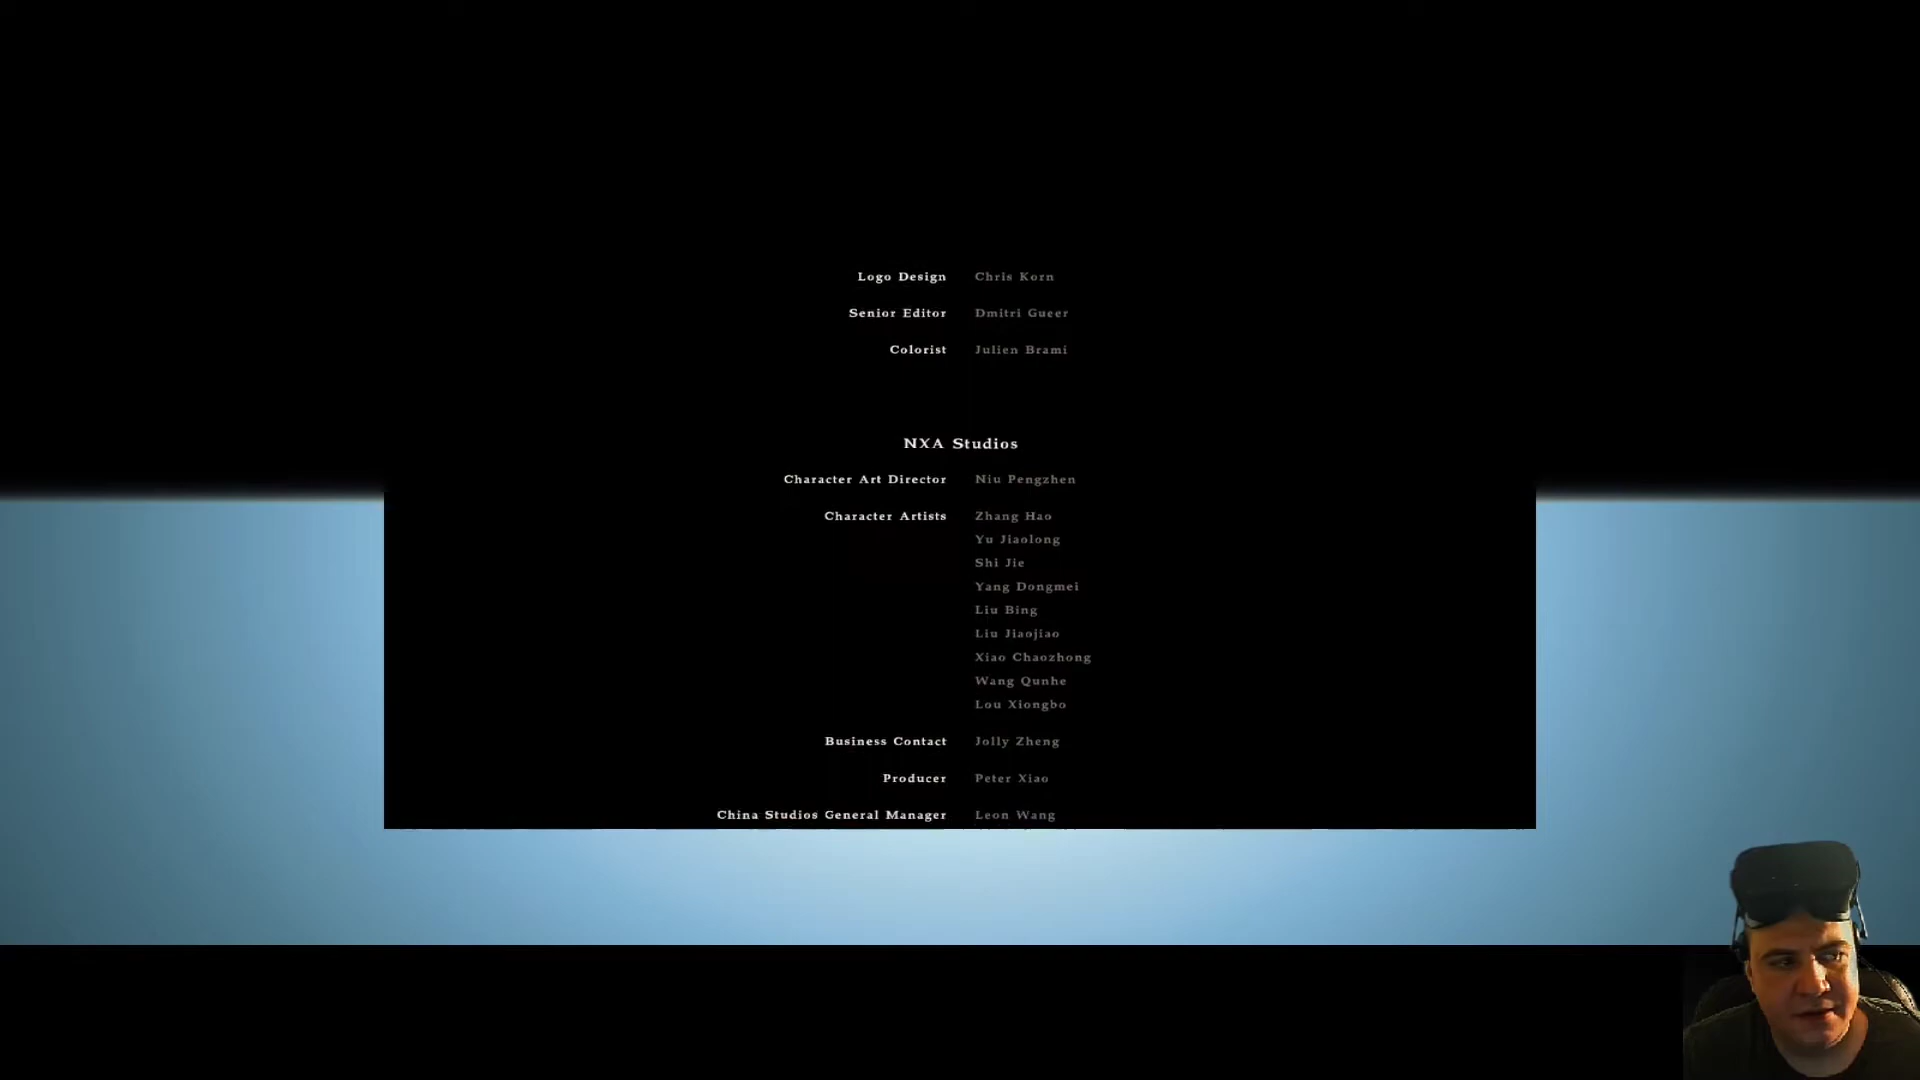 Logo Design Chris Korn
Senior Editor Dmitri Gueer
Colorist Julien Brami
NXA Studios
Character Art Director Niu Pengzhen
Character Artists Zhang Hao
Yu Jiaolong
Shi Jie
Yang Dongmei
Liu Bing
Liu Jiaojiao
Xiao Chaozhong
Wang Qunhe
Lou Xiongbo
Business Contact Jolly Zheng
Producer Peter Xiao
China Studios General Manager Leon Wang